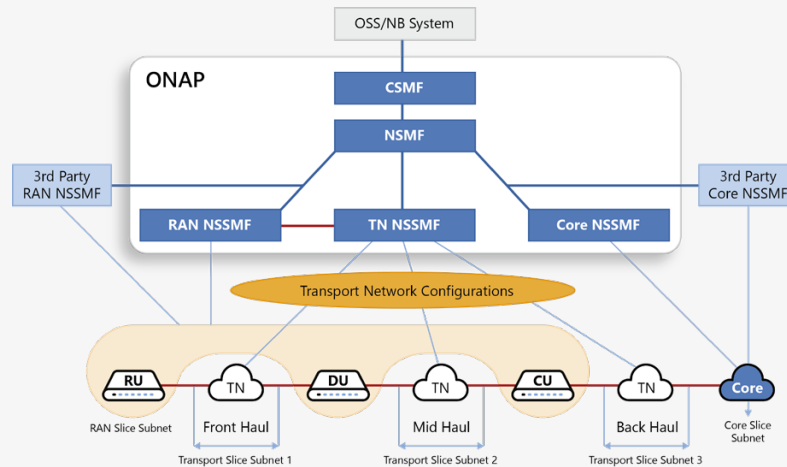 OSS/NB System
ONAP
CSMF
NSMF
3rd Party
RAN NSSMF
3rd Party
Core NSSMF
RAN NSSMF
TN NSSMF
Core NSSMF
Transport Network Configurations
RU
TN
DU
TN
CU
TN
Core
RAN Slice Subnet
Front Haul
Mid Haul
Back Haul
Core Slice
Subnet
Transport Slice Subnet 1
Transport Slice Subnet 2
Transport Slice Subnet 3